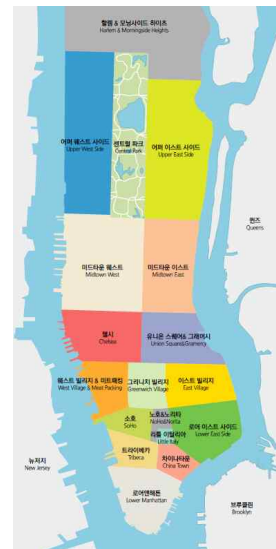 할렘 & 모닝사이드 하이츠
Harlem & Morningside Heights
어퍼 웨스트 사이드
Upper West Side
센트럴 파크
Central Park
어퍼 이스트 사이드
Upper East Side
퀸즈
Queens
미드타운 웨스트
Midtown West
미드타운 이스트
Midtown East
첼시
Chelsea
유니온 스퀘어& 그래머시
Union Square&Gramercy
웨스트 빌리지 & 미트패킹
West Village & Meat Packing
그리니치 빌리지
Greenwich Village
이스트 빌리지
East Village
소호
SoHo
노호&노리타
NoHo&Norita
리틀 이탈리아
Little Italy
로어 이스트 사이드
Lower East Side
트라이베카
Tribeca
차이나타운
China Town
뉴저지
New Jersey
로어맨해튼
Lower Manhattan
브루클린
Brooklyn